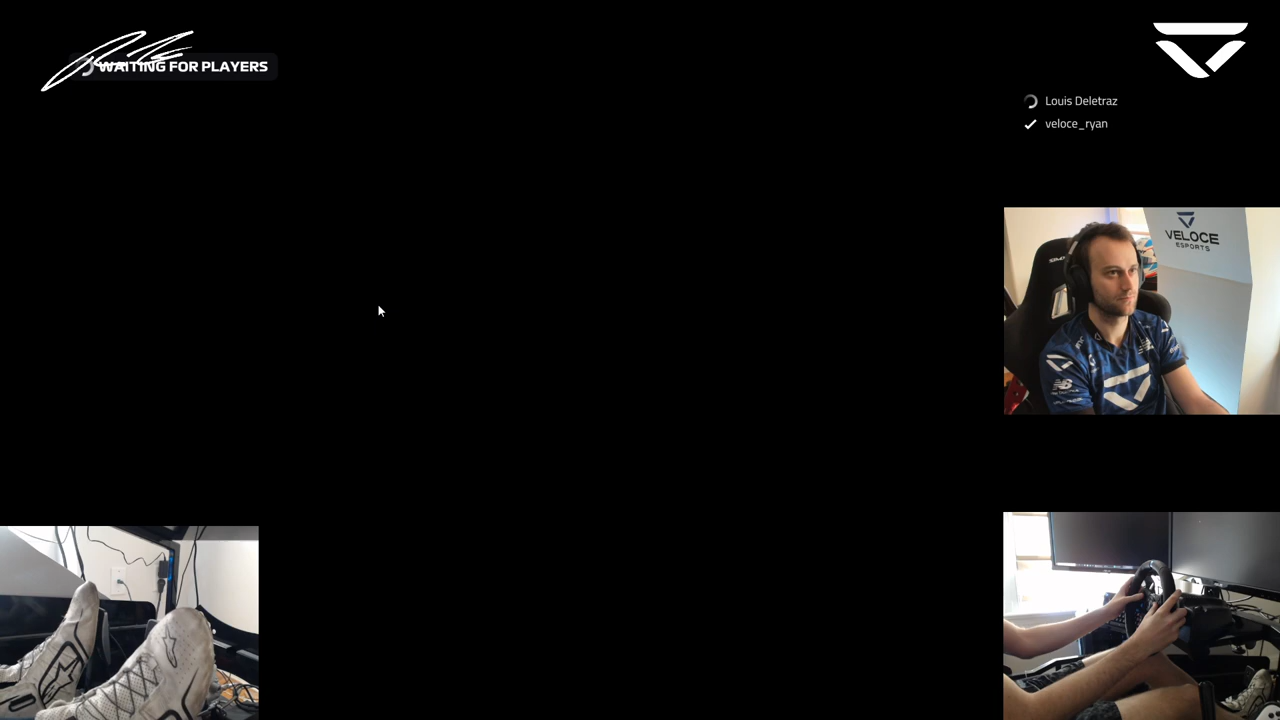 WAITING FOR PLAYERS
Louis Deletraz
veloce_ryan
VELOCE
ESPORTS